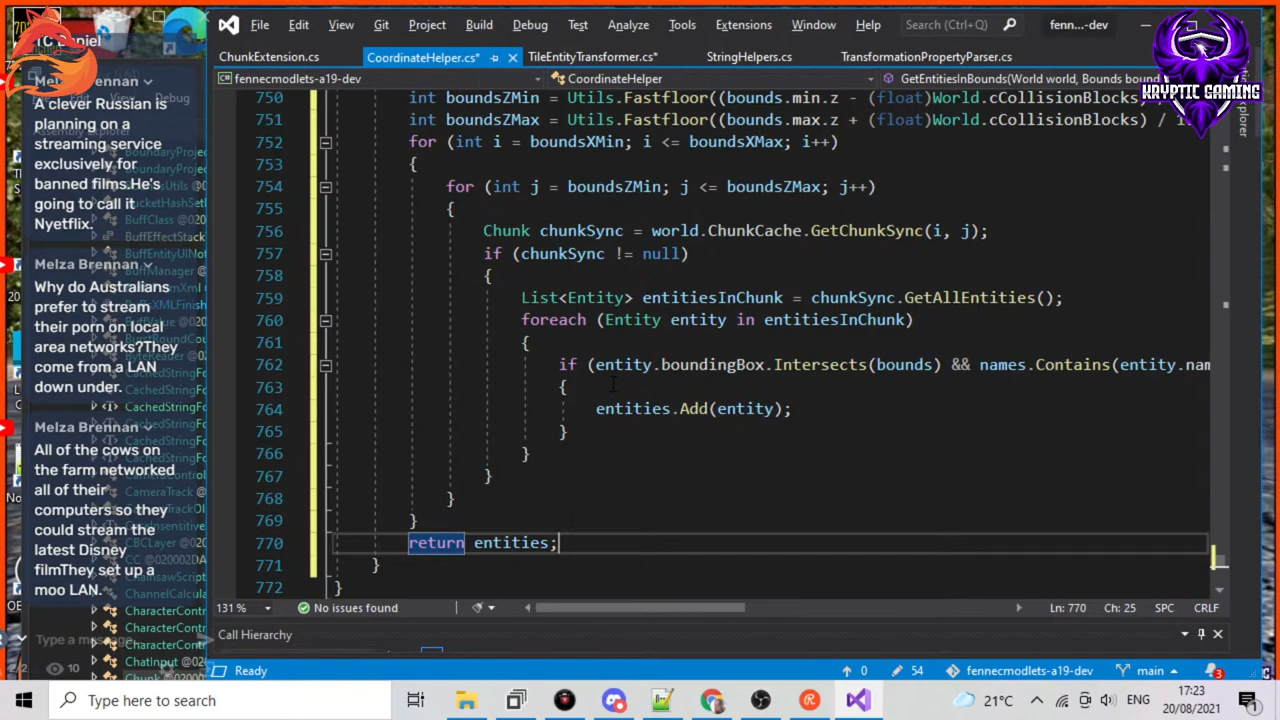 File Edit View Git Project Build Debug Test Analyze Tools Extensions Window Help Search (Ctrl+Q) fenn...-dev
KRYPTIC GAMING
ChunkExtension.cs CoordinateHelper.cs* TileEntityTransformer.cs* StringHelpers.cs TransformationPropertyParser.cs
fennecmodlets-a19-dev CoordinateHelper GetEntitiesInBounds(World world, Bounds bound
Melza Brennan
A clever Russian is
planning on a
streaming service
exclusively for
banned films.He's
going to call it
Nyetflix.
Melza Brennan
Why do Australians
prefer to stream
their porn on local
area networks?They
come from a LAN
down under.
Melza Brennan
All of the cows on
the farm networked
all of their
computers so they
could stream the
latest Disney
filmThey set up a
moo LAN.
Type a message
10
750 int boundsZMin = Utils.Fastfloor((bounds.min.z - (float)World.cCollisionBlocks) /
751 int boundsZMax = Utils.Fastfloor((bounds.max.z + (float)World.cCollisionBlocks) /
752 for (int i = boundsXMin; i <= boundsXMax; i++)
753 {
754 for (int j = boundsZMin; j <= boundsZMax; j++)
755 {
756 Chunk chunkSync = world.ChunkCache.GetChunkSync(i, j);
757 if (chunkSync != null)
758 {
759 List<Entity> entitiesInChunk = chunkSync.GetAllEntities();
760 foreach (Entity entity in entitiesInChunk)
761 {
762 if (entity.boundingBox.Intersects(bounds) && names.Contains(entity.nam
763 {
764 entities.Add(entity);
765 }
766 }
767 }
768 }
769 }
770 return entities;
771 }
772 }
131 % No issues found Ln: 770 Ch: 25 SPC CRLF
Call Hierarchy
Ready 0 54 fennecmodlets-a19-dev main 3
Type here to search 21°C ENG 17:23
20/08/2021